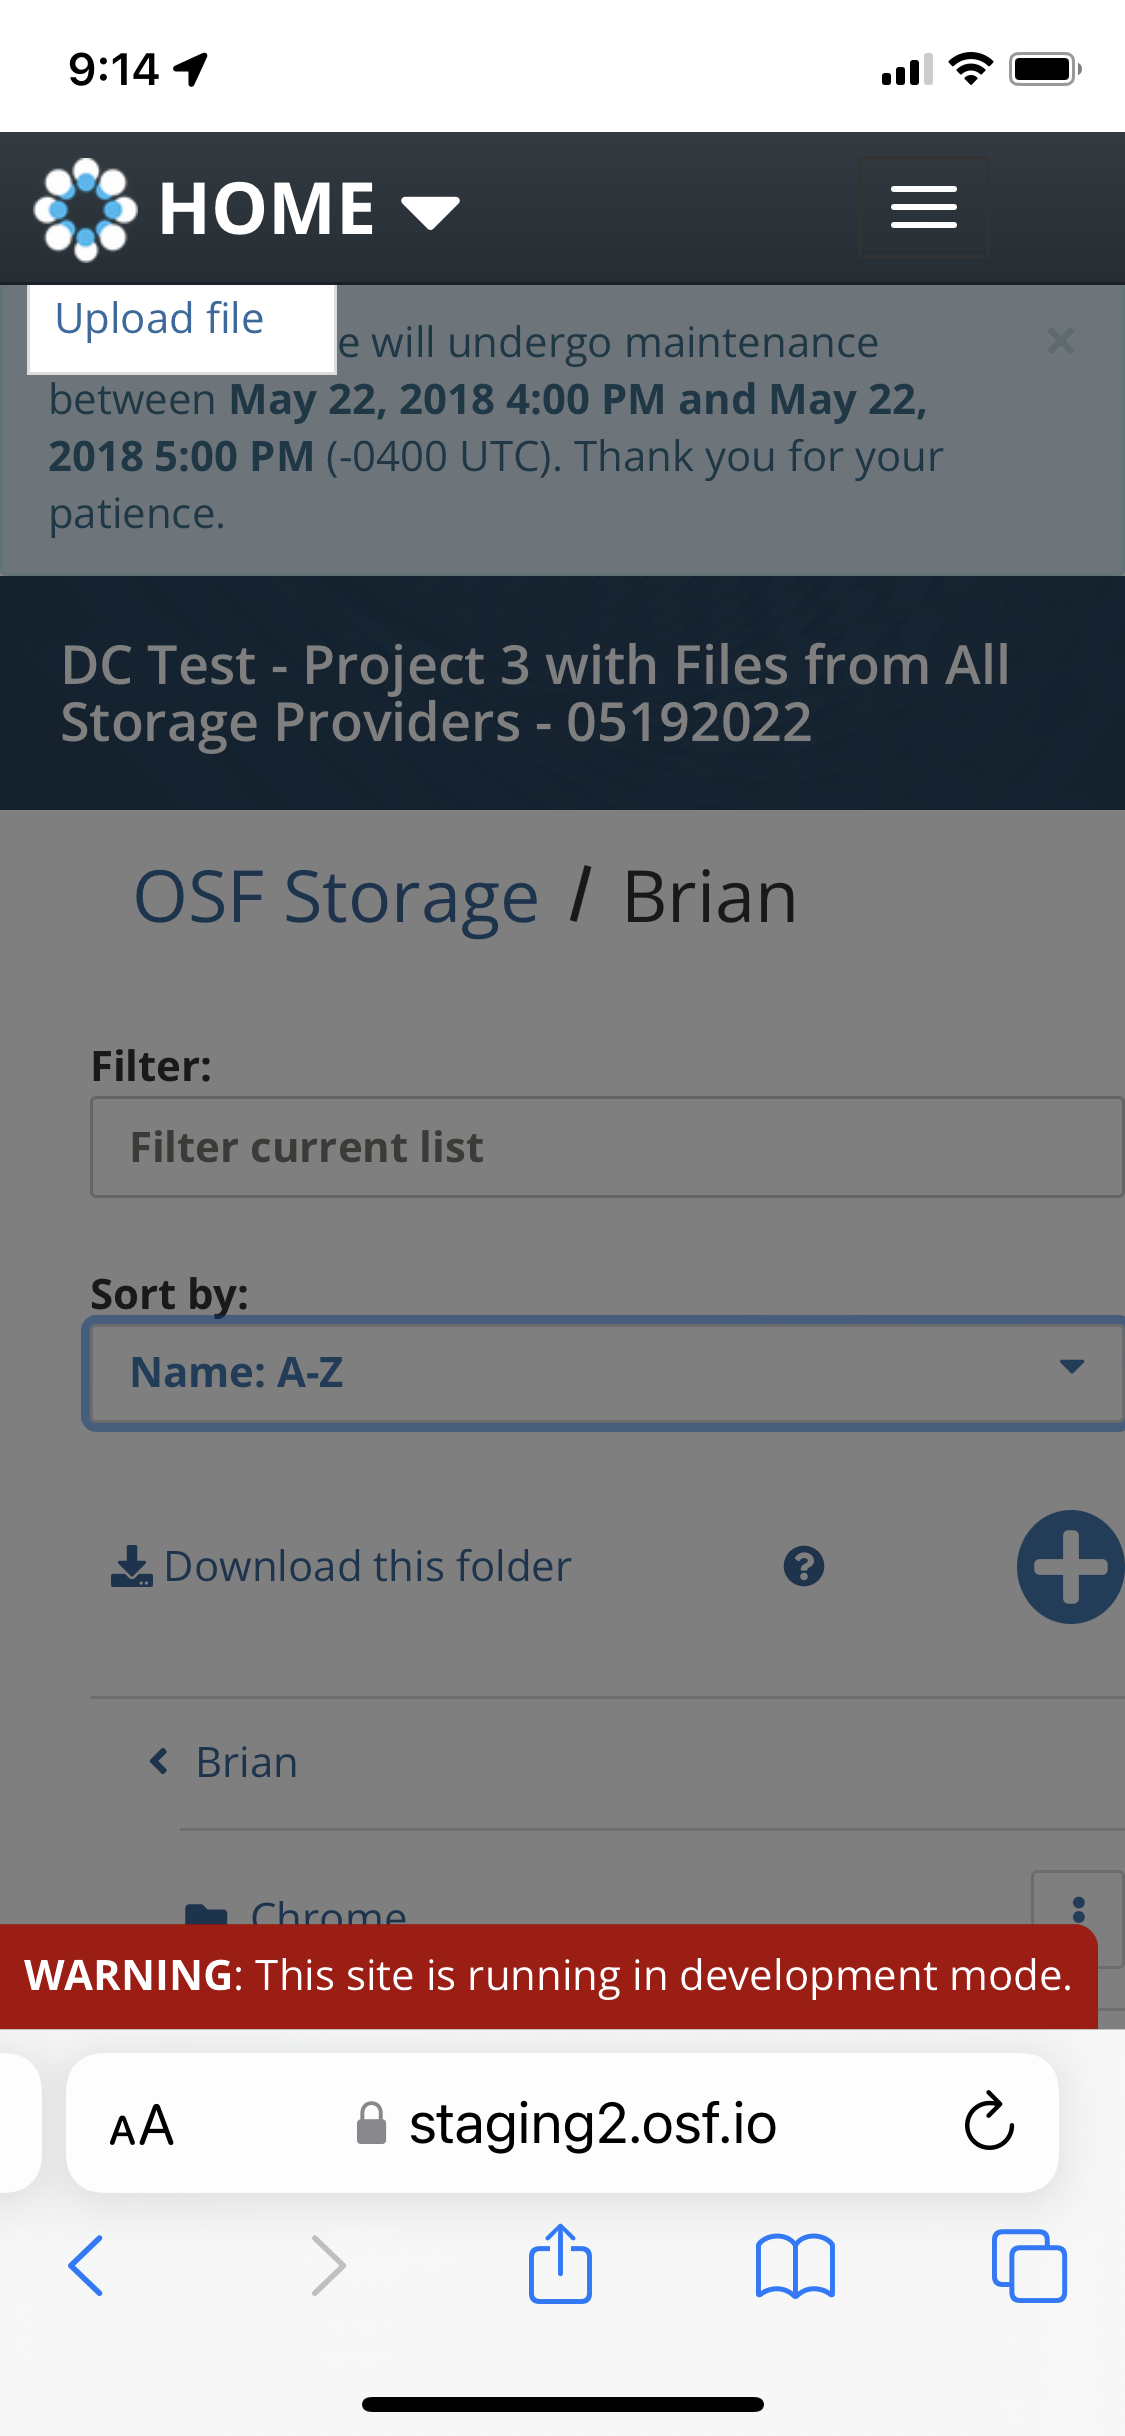 9:14
HOME
Upload file
e will undergo maintenance
between May 22, 2018 4:00 PM and May 22,
2018 5:00 PM (-0400 UTC). Thank you for your
patience.
DC Test - Project 3 with Files from All
Storage Providers - 05192022
OSF Storage / Brian
Filter:
Filter current list
Sort by:
Name: A-Z
Download this folder
Brian
Chrome
WARNING: This site is running in development mode.
AA staging2.osf.io